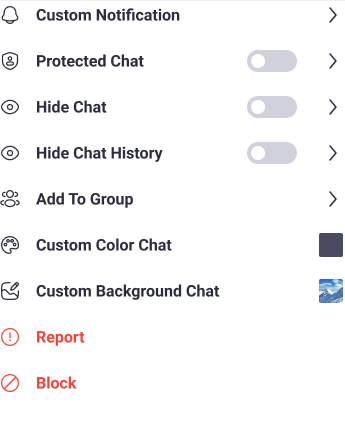 Custom Notification
Protected Chat
Hide Chat
Hide Chat History
Add To Group
Custom Color Chat
Custom Background Chat
Report
Block